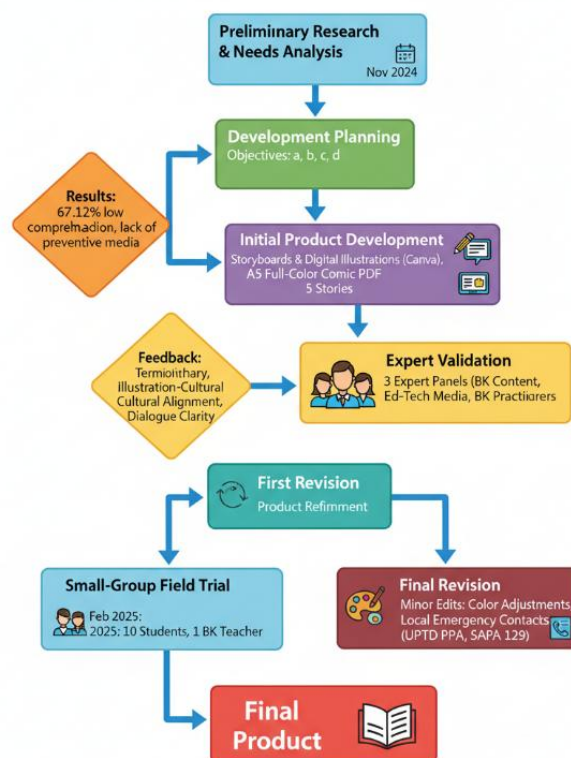 Preliminary Research
& Needs Analysis
Nov 2024
Development Planning
Objectives: a, b, c, d
Results:
67.12% low
lack of
preventive media
Initial Product Development
Storyboards & Digital Illustrations (Canva).
A5 Full-Color Comic PDF
5 Stories
Feedback:
Illustration-Cultural
Cultural Alignment,
Dialogue Clarity
Expert Validation
3 Expert Panels (BK Content,
Ed-Tech Media, BK
First Revision
Product
Small-Group Field Trial
Feb 2025:
2025: 10 Students, 1 BK Teacher
Final Revision
Minor Edits: Color Adjustments,
Local Emergency Contacts
(UPTD PPA, SAPA 129)
Final
Product